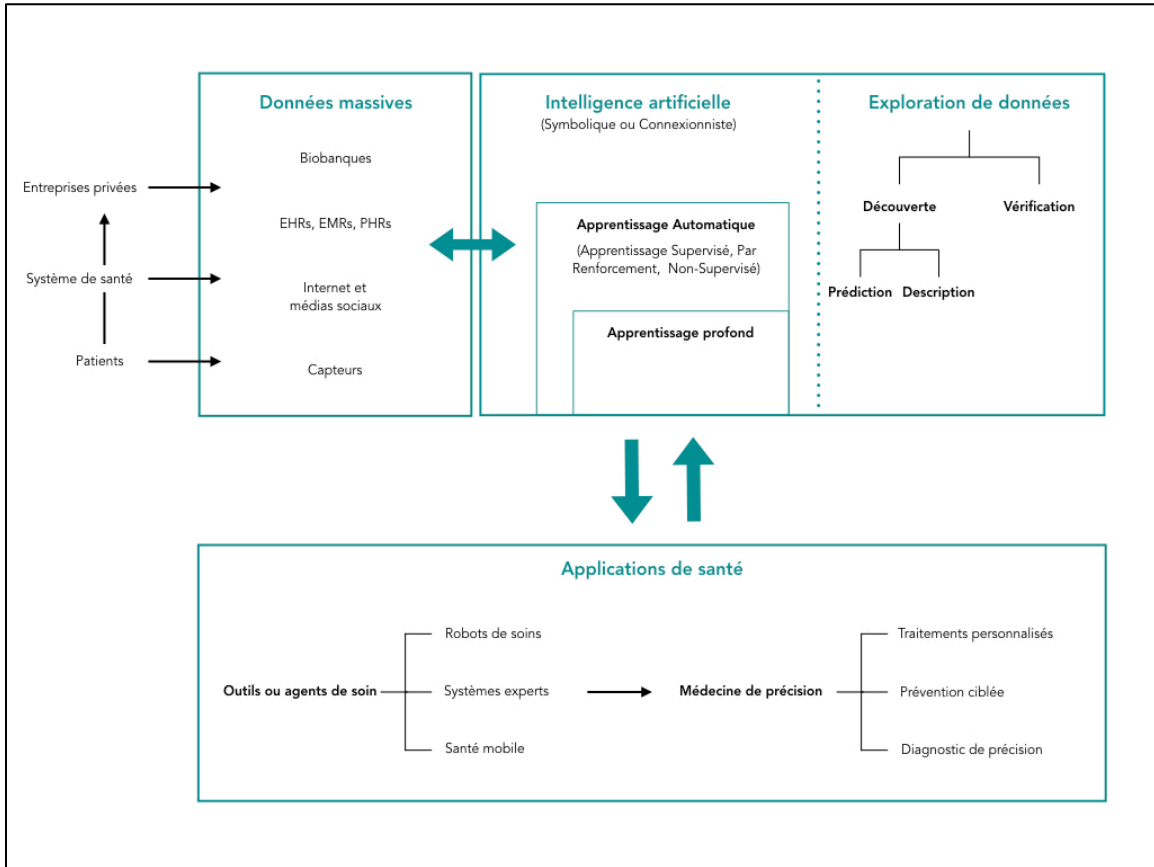 Données massives
Biobanques
EHRs, EMRs, PHRs
Internet et
médias sociaux
Capteurs
Entreprises privées
Système de santé
Patients
Intelligence artificielle
(Symbolique ou Connexionniste)
Apprentissage Automatique
(Apprentissage Supervisé, Par
Renforcement, Non-Supervisé)
Apprentissage profond
Exploration de données
Découverte
Vérification
Prédiction
Description
Applications de santé
Outils ou agents de soin
Robots de soins
Systèmes experts
Santé mobile
Médecine de précision
Traitements personnalisés
Prévention ciblée
Diagnostic de précision